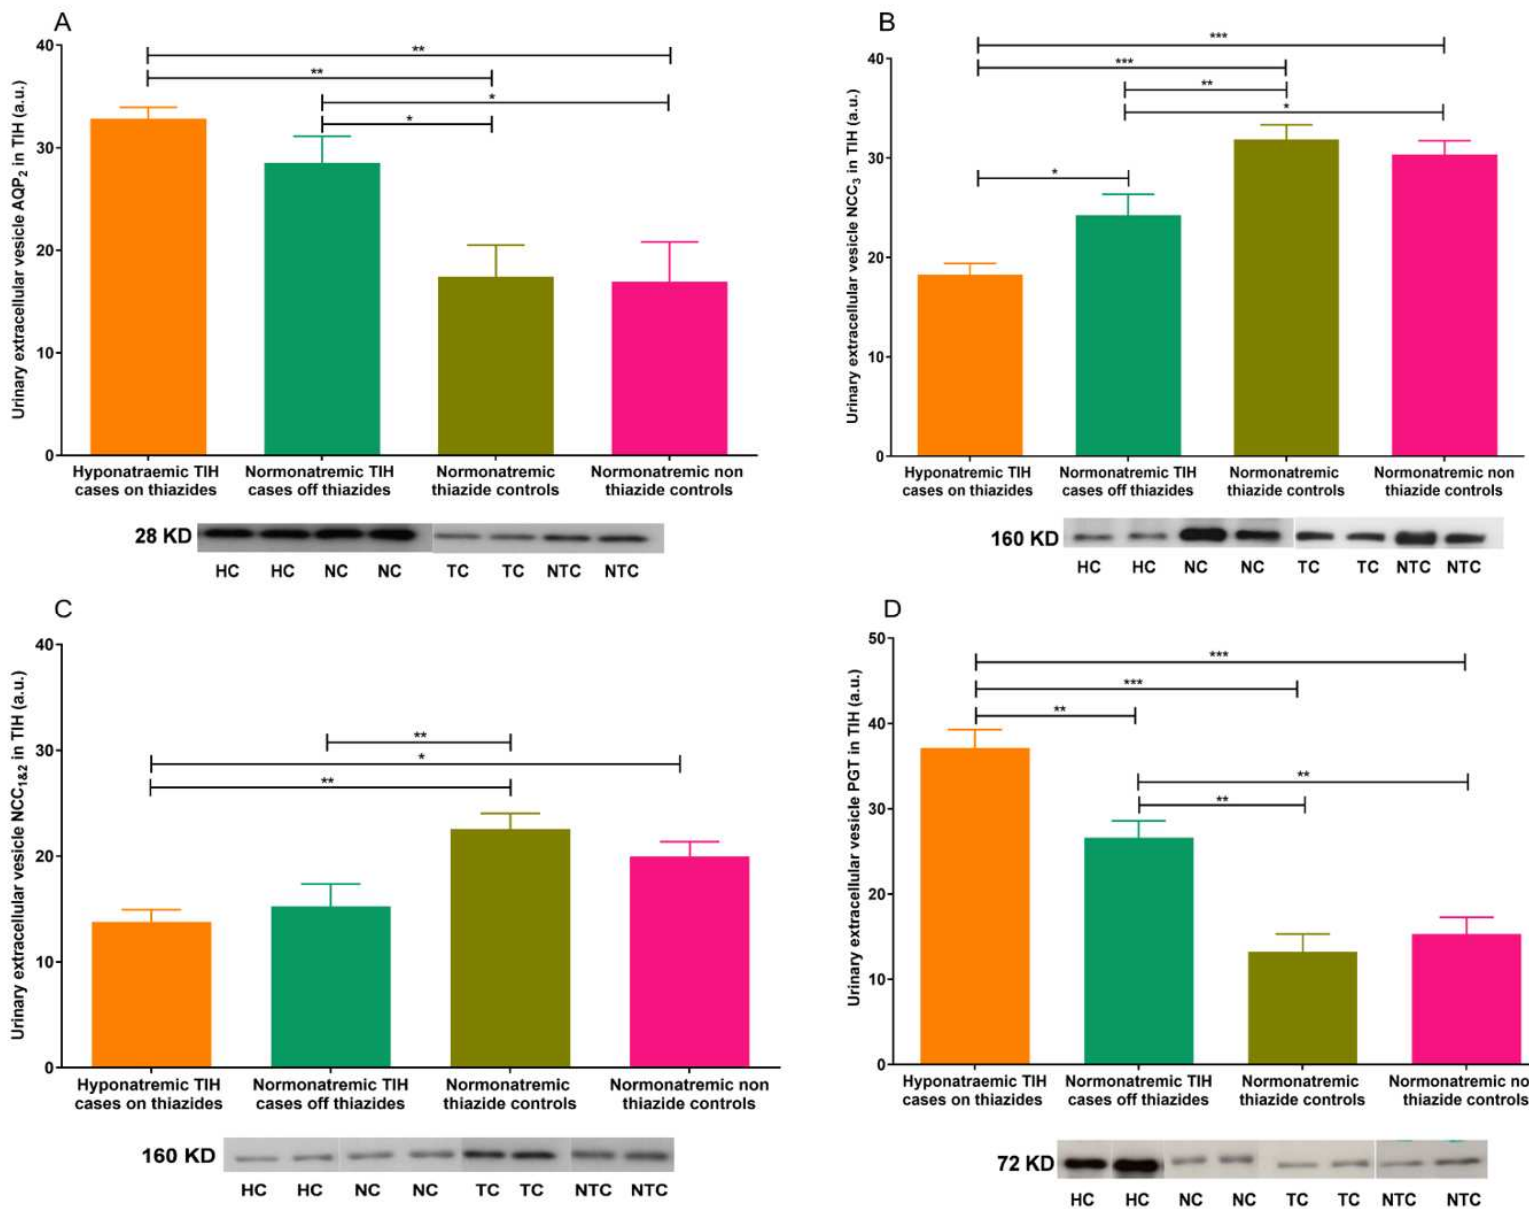 A
Urinary extracellular vesicle AQP2 in TIH (a.u.)
40
30
20
10
0
**
**
*
*
Hyponatraemic TIH cases on thiazides
Normonatremic TIH cases off thiazides
Normonatremic thiazide controls
Normonatremic non thiazide controls
28 KD
HC HC NC NC TC TC NTC NTC
B
Urinary extracellular vesicle NCC3 in TIH (a.u.)
40
30
20
10
0
***
***
**
*
*
Hyponatraemic TIH cases on thiazides
Normonatremic TIH cases off thiazides
Normonatremic thiazide controls
Normonatremic non thiazide controls
160 KD
HC HC NC NC TC TC NTC NTC
C
Urinary extracellular vesicle NCC1&2 in TIH (a.u.)
40
30
20
10
0
**
*
**
Hyponatremic TIH cases on thiazides
Normonatremic TIH cases off thiazides
Normonatremic thiazide controls
Normonatremic non thiazide controls
160 KD
HC HC NC NC TC TC NTC NTC
D
Urinary extracellular vesicle PGT in TIH (a.u.)
50
40
30
20
10
0
***
***
**
**
**
Hyponatraemic TIH cases on thiazides
Normonatremic TIH cases off thiazides
Normonatremic thiazide controls
Normonatremic no thiazide controls
72 KD
HC HC NC NC TC TC NTC NTC